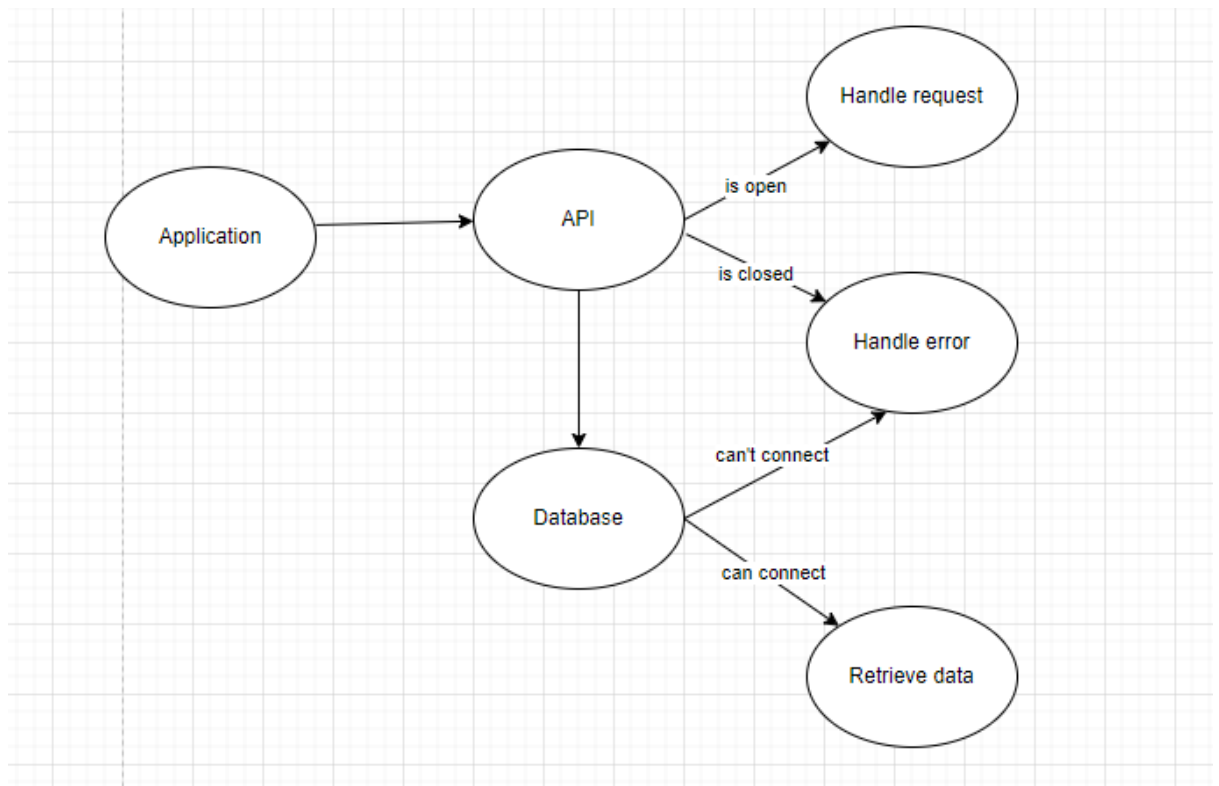 Handle request
is open
Application
API
is closed
Handle error
can't connect
Database
can connect
Retrieve data